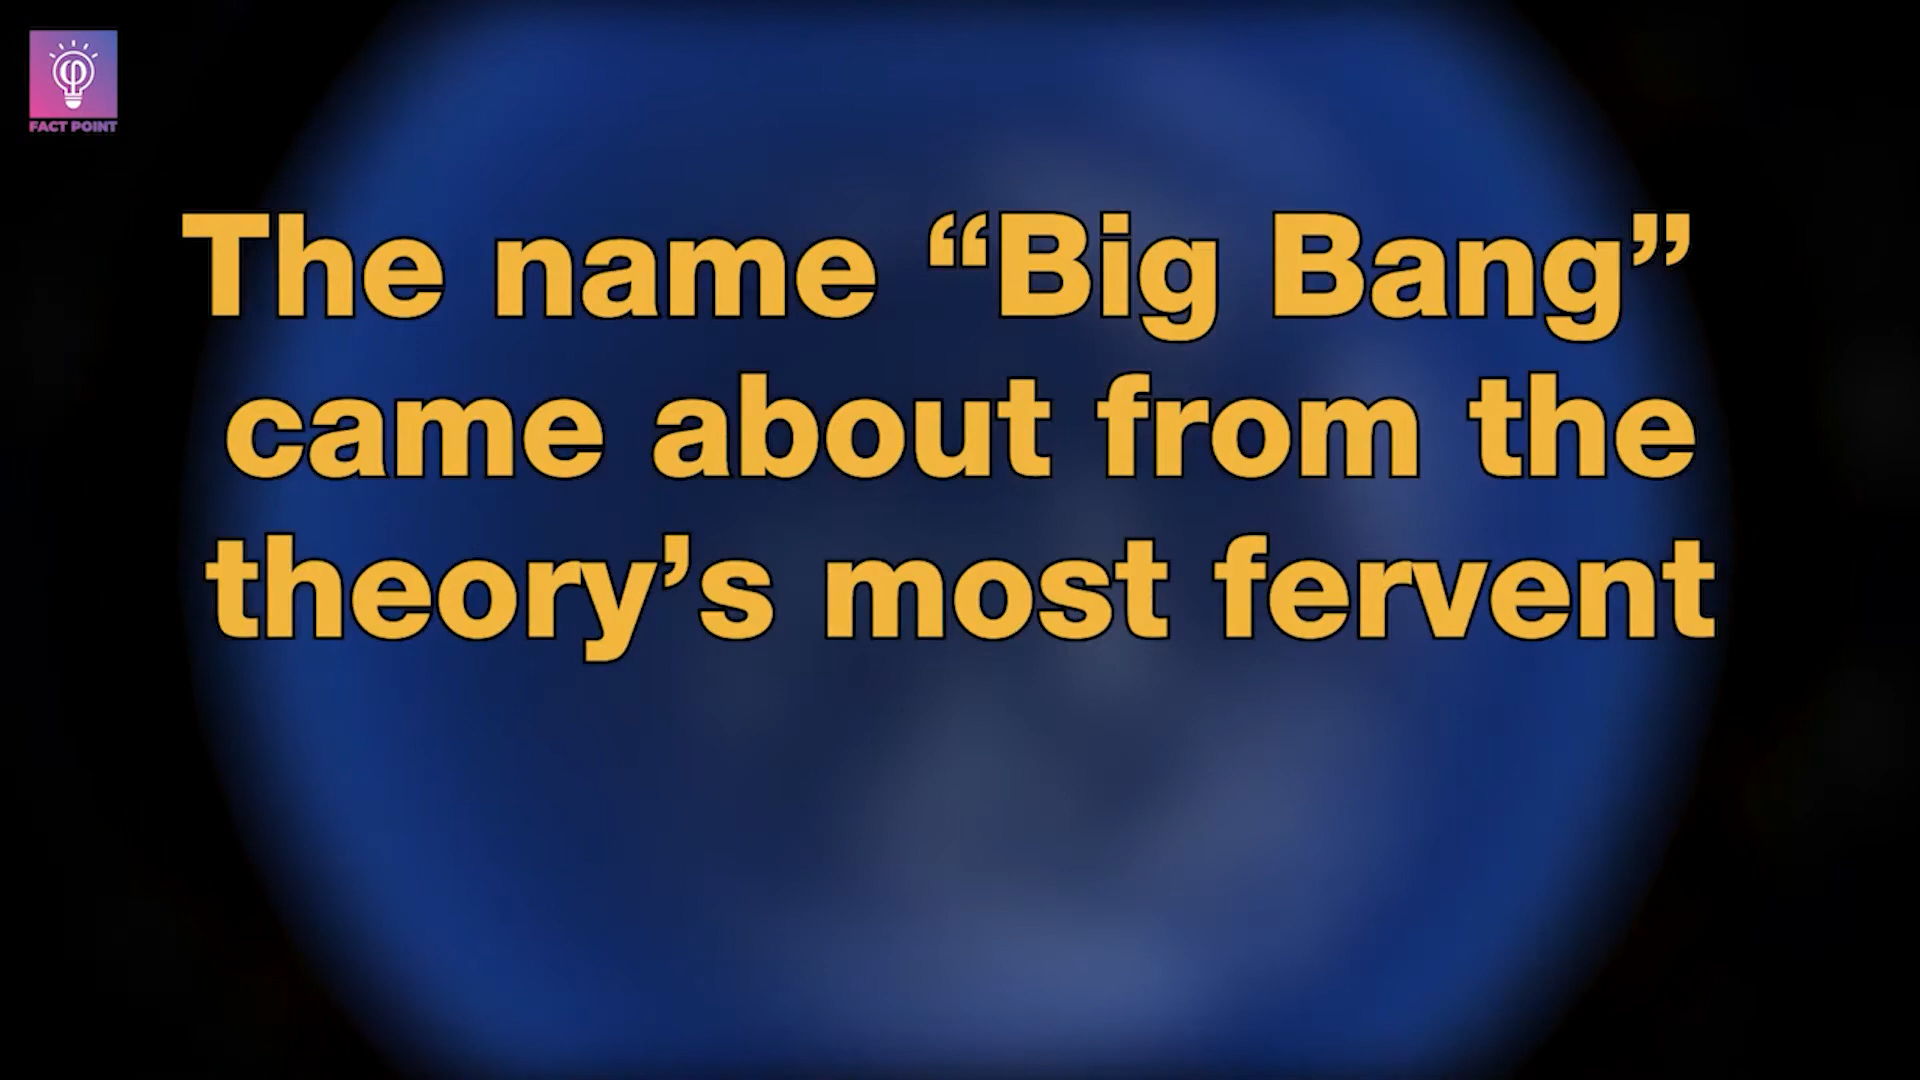 FACT POINT
The name “Big Bang”
came about from the
theory’s most fervent